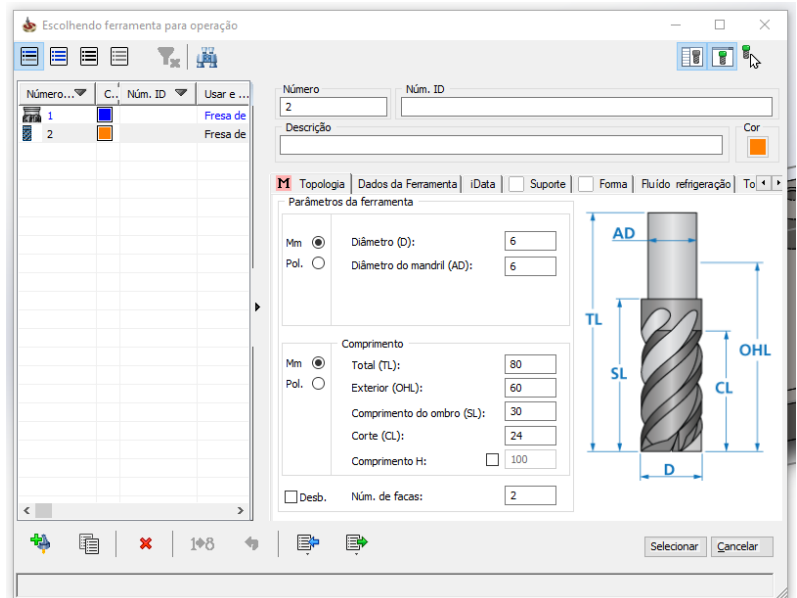 Escolhendo ferramenta para operação
Número... C.. Núm. ID Usar e ...
1 Fresa de
2 Fresa de
Número
2
Núm. ID
Descrição
Cor
M Topologia Dados da Ferramenta iData Suporte Forma Fluído refrigeração To
Parâmetros da ferramenta
Mm Diâmetro (D): 6
Pol. Diâmetro do mandril (AD): 6
Comprimento
Mm Total (TL): 80
Pol. Exterior (OHL): 60
Comprimento do ombro (SL): 30
Corte (CL): 24
Comprimento H: 100
Desb. Núm. de facas: 2
AD
TL
OHL
SL
CL
D
1 8
Selecionar Cancelar